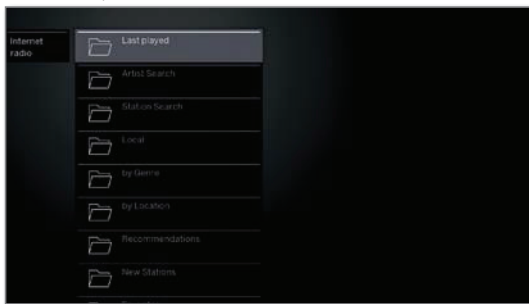 Internet
radio
Last played
Artist Search
Station Search
Local
by Genre
by Location
Recommendations
New Stations